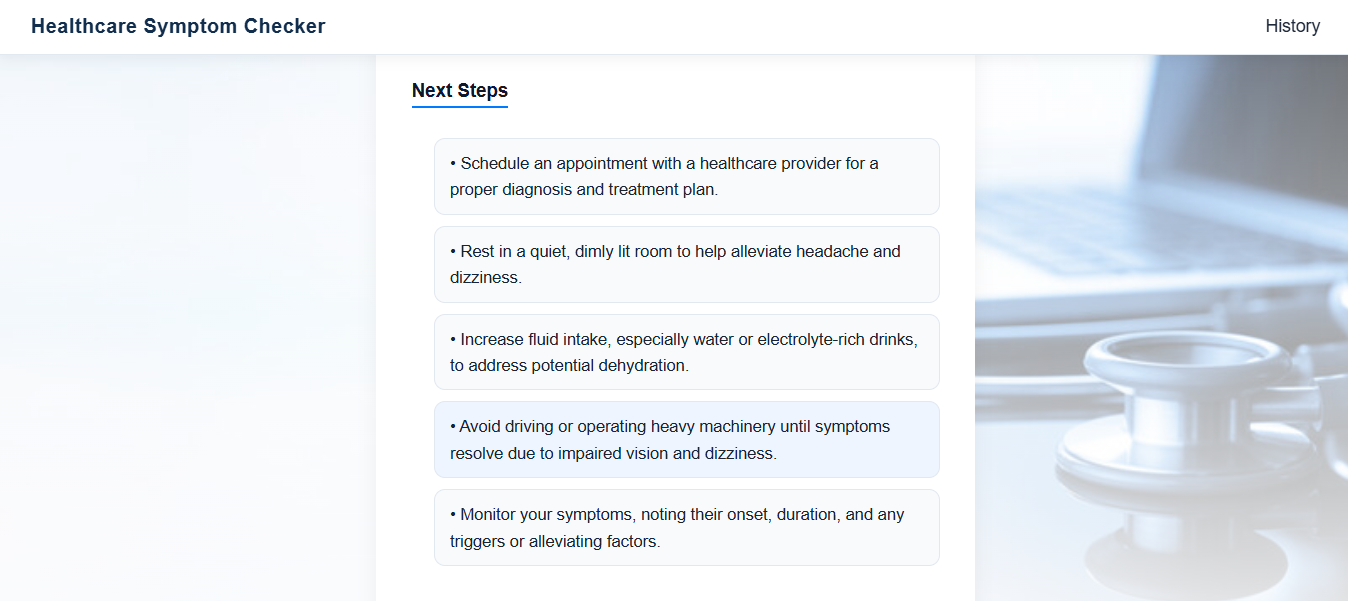 Healthcare Symptom Checker
History
Next Steps
• Schedule an appointment with a healthcare provider for a
proper diagnosis and treatment plan.
• Rest in a quiet, dimly lit room to help alleviate headache and
dizziness.
• Increase fluid intake, especially water or electrolyte-rich drinks,
to address potential dehydration.
• Avoid driving or operating heavy machinery until symptoms
resolve due to impaired vision and dizziness.
• Monitor your symptoms, noting their onset, duration, and any
triggers or alleviating factors.